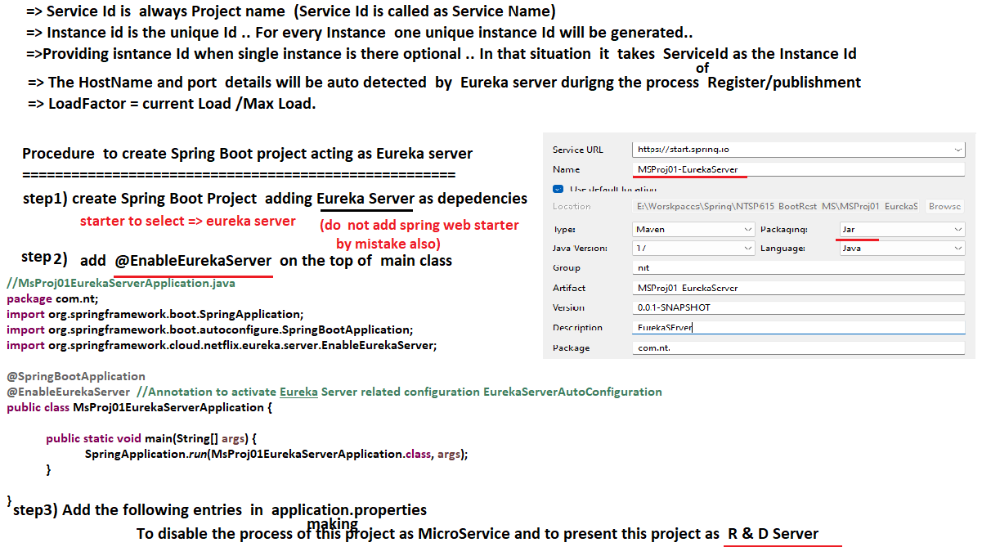 => Service Id is always Project name (Service Id is called as Service Name)
=> Instance id is the unique Id .. For every Instance one unique instance Id will be generated..
=>Providing isntance Id when single instance is there optional .. In that situation it takes ServiceId as the Instance Id
=> The HostName and port details will be auto detected by Eureka server durigng the process of Register/publishment
=> LoadFactor = current Load /Max Load.
Procedure to create Spring Boot project acting as Eureka server
=====================================================
step1) create Spring Boot Project adding Eureka Server as depedencies
starter to select => eureka server
(do not add spring web starter
by mistake also)
step 2) add @EnableEurekaServer on the top of main class
Service URL https://start.spring.io
Name MSProj01-EurekaServer
Use default location
Location E:\Worskpaces\Spring\NTSP615 BootRest MS\MSProj01 EurekaS Browse
Type: Maven Packaging: Jar
Java Version: 17 Language: Java
Group nit
Artifact MSProj01 EurekaServer
Version 0.0.1-SNAPSHOT
Description EurekaSErver
Package com.nt.
//MsProj01EurekaServerApplication.java
package com.nt;
import org.springframework.boot.SpringApplication;
import org.springframework.boot.autoconfigure.SpringBootApplication;
import org.springframework.cloud.netflix.eureka.server.EnableEurekaServer;
@SpringBootApplication
@EnableEurekaServer //Annotation to activate Eureka Server related configuration EurekaServerAutoConfiguration
public class MsProj01EurekaServerApplication {
public static void main(String[] args) {
SpringApplication.run(MsProj01EurekaServerApplication.class, args);
}
}
step3) Add the following entries in application.properties
To disable the process of making this project as MicroService and to present this project as R & D Server